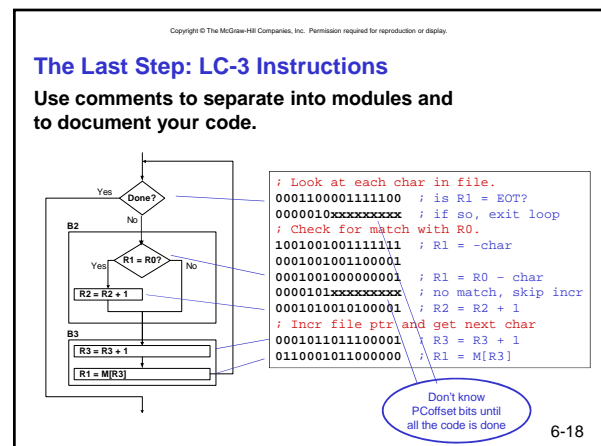 Copyright © The McGraw-Hill Companies, Inc. Permission required for reproduction or display.
The Last Step: LC-3 Instructions
Use comments to separate into modules and
to document your code.
Yes
Done?
No
B2
R1 = R0?
Yes
No
R2 = R2 + 1
B3
R3 = R3 + 1
R1 = M[R3]
; Look at each char in file.
0001100001111100 ; is R1 = EOT?
0000010xxxxxxxxx ; if so, exit loop
; Check for match with R0.
1001001001111111 ; R1 = -char
0001001001100001
0001001000000001 ; R1 = R0 - char
0000101xxxxxxxxx ; no match, skip incr
0001010010100001 ; R2 = R2 + 1
; Incr file ptr and get next char
0001011011100001 ; R3 = R3 + 1
0110001011000000 ; R1 = M[R3]
Don't know
PCoffset bits until
all the code is done
6-18